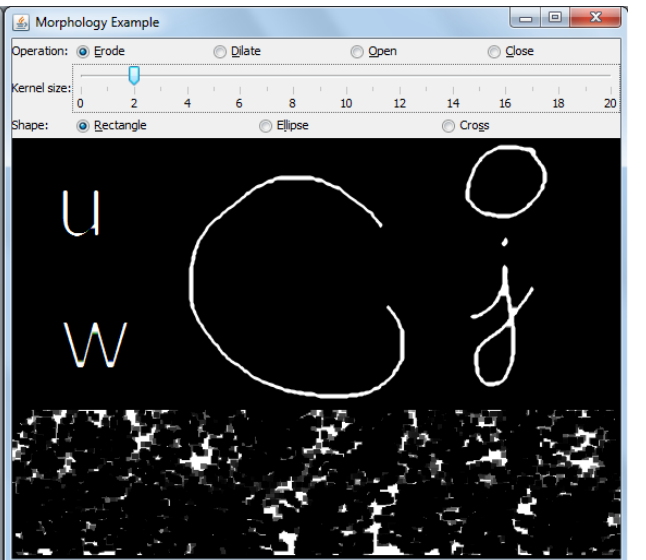 Morphology Example
Operation: Erode Dilate Open Close
Kernel size:
0 2 4 6 8 10 12 14 16 18 20
Shape: Rectangle Ellipse Cross
u
w
j